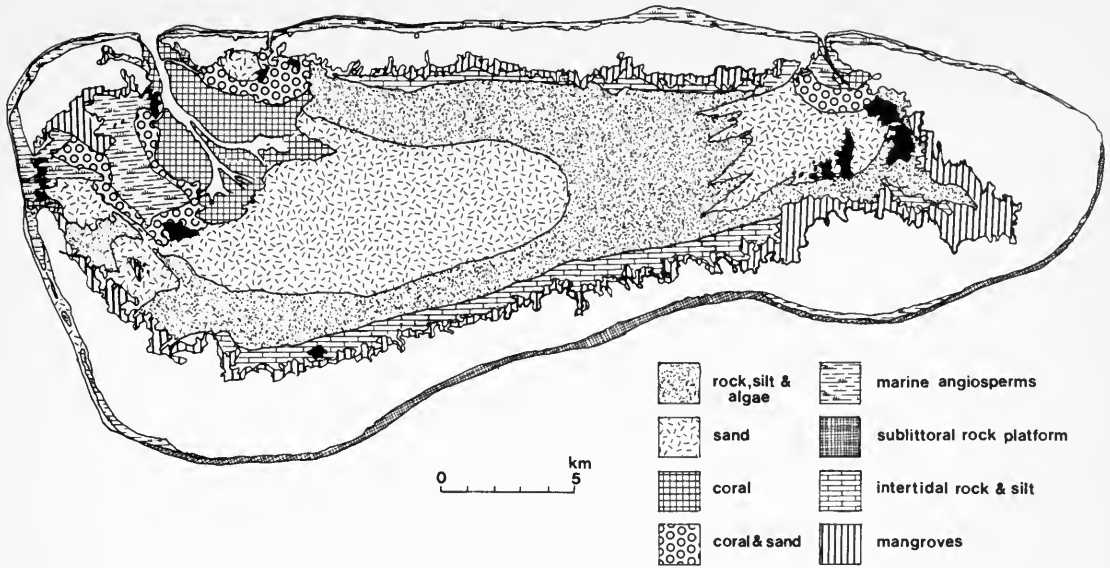 rock, silt &
algae
sand
coral
coral & sand
marine angiosperms
sublittoral rock platform
intertidal rock & silt
mangroves
km
0 5